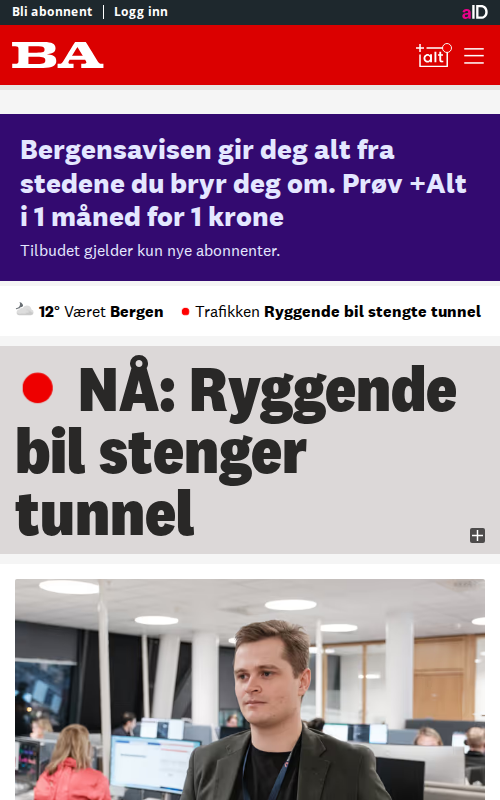 Bli abonnent | Logg inn
aID
BA
+alt
Bergensavisen gir deg alt fra
stedene du bryr deg om. Prøv +Alt
i 1 måned for 1 krone
Tilbudet gjelder kun nye abonnenter.
12° Været Bergen
Trafikken Ryggende bil stengte tunnel
NÅ: Ryggende
bil stenger
tunnel